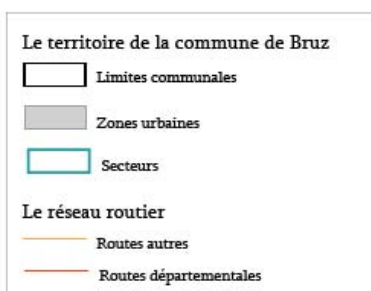 Le territoire de la commune de Bruz
Limites communales
Zones urbaines
Secteurs
Le réseau routier
Routes autres
Routes départementales